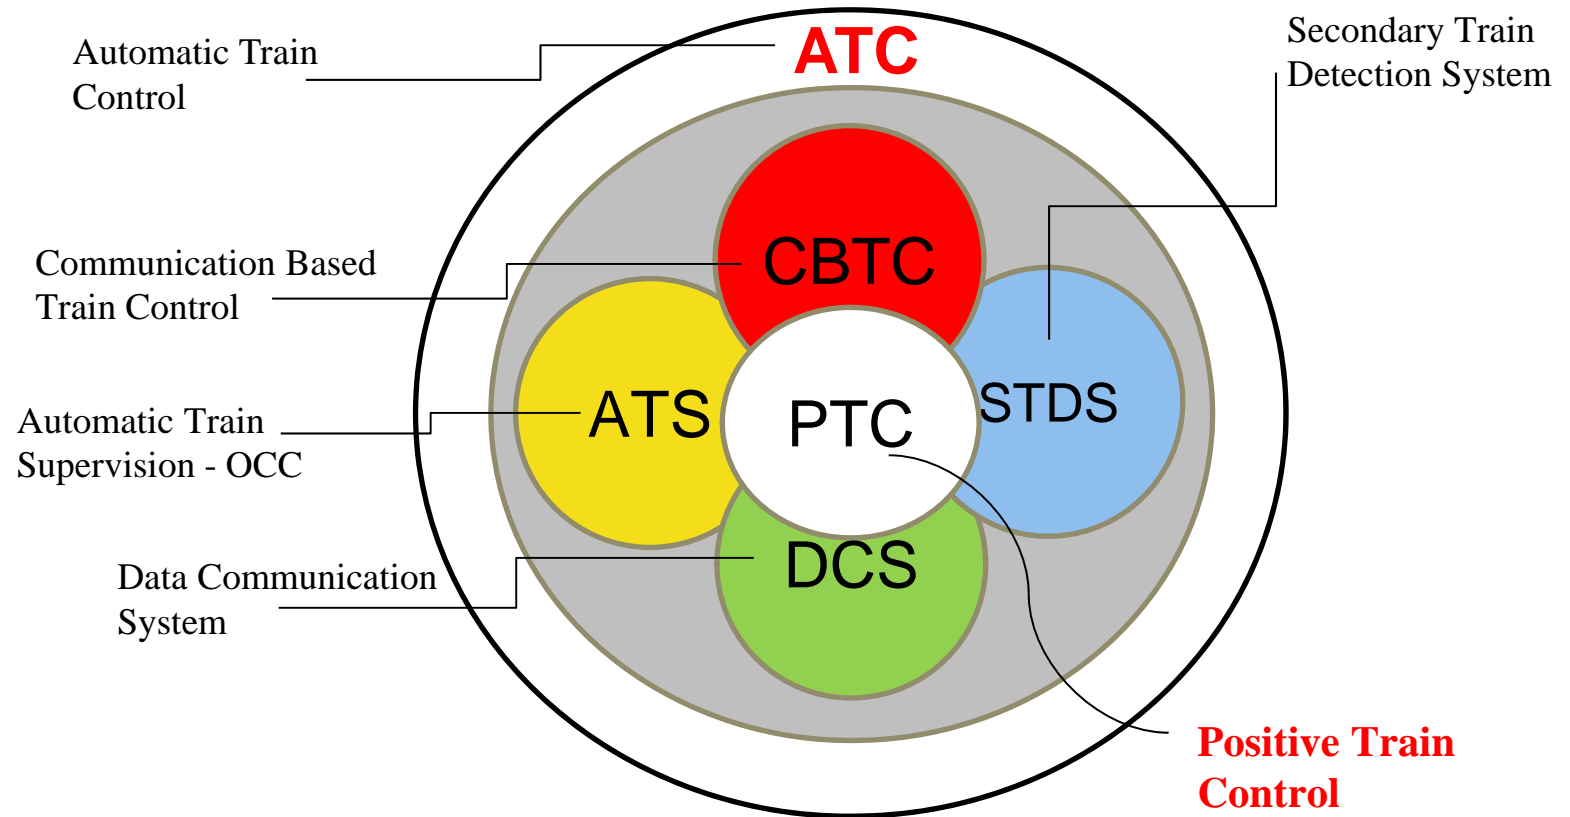 Automatic Train
Control
ATC
Secondary Train
Detection System
Communication Based
Train Control
CBTC
Automatic Train
Supervision - OCC
ATS
PTC
STDS
Data Communication
System
DCS
Positive Train
Control